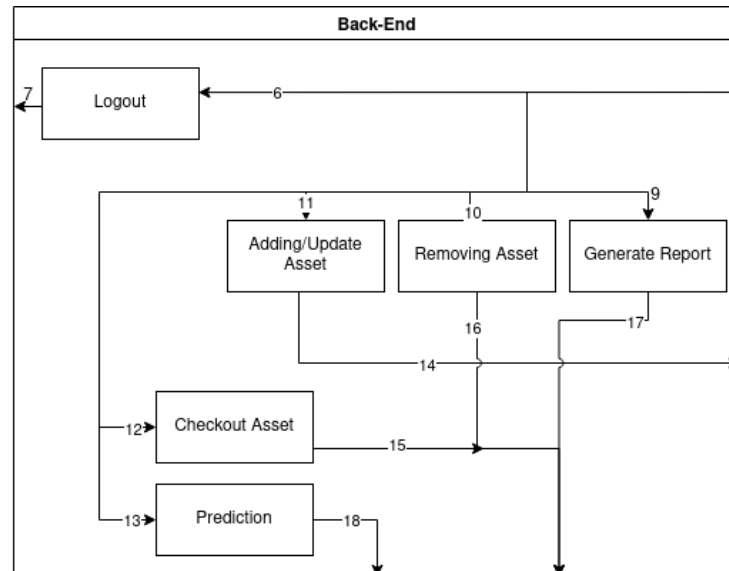 Back-End
7
Logout
6
11
10
9
Adding/Update
Asset
Removing Asset
Generate Report
16
17
14
12
Checkout Asset
15
13
Prediction
18